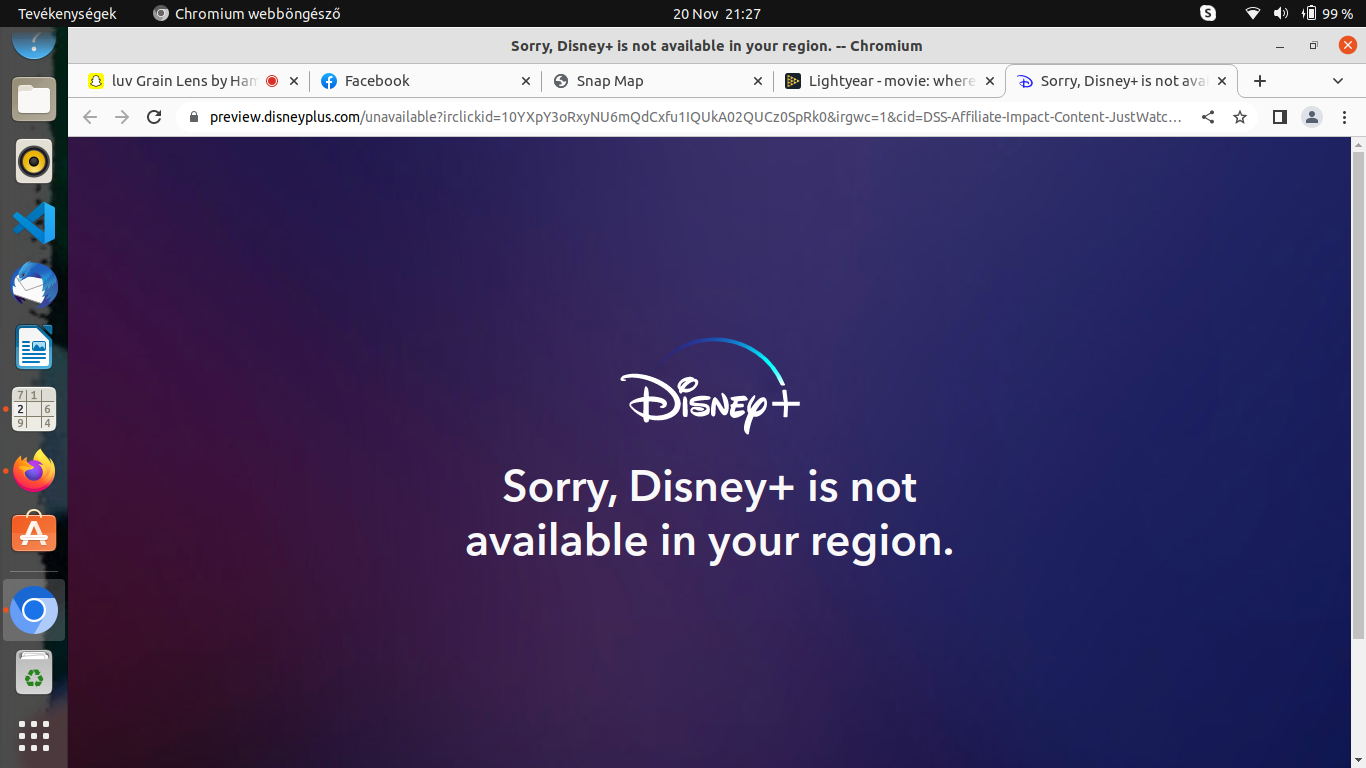 Tevékenységek
Chromium webböngésző
20 Nov 21:27
99 %
Sorry, Disney+ is not available in your region. -- Chromium
luv Grain Lens by Ham
Facebook
Snap Map
Lightyear - movie: where
Sorry, Disney+ is not avai
preview.disneyplus.com/unavailable?irclickid=10YXpY3oRxyNU6mQdCxfu1IQUkA02QUCz0SpRk0&irgwc=1&cid=DSS-Affiliate-Impact-Content-JustWatc...
7 1
2 6
9 4
Disney+
Sorry, Disney+ is not
available in your region.